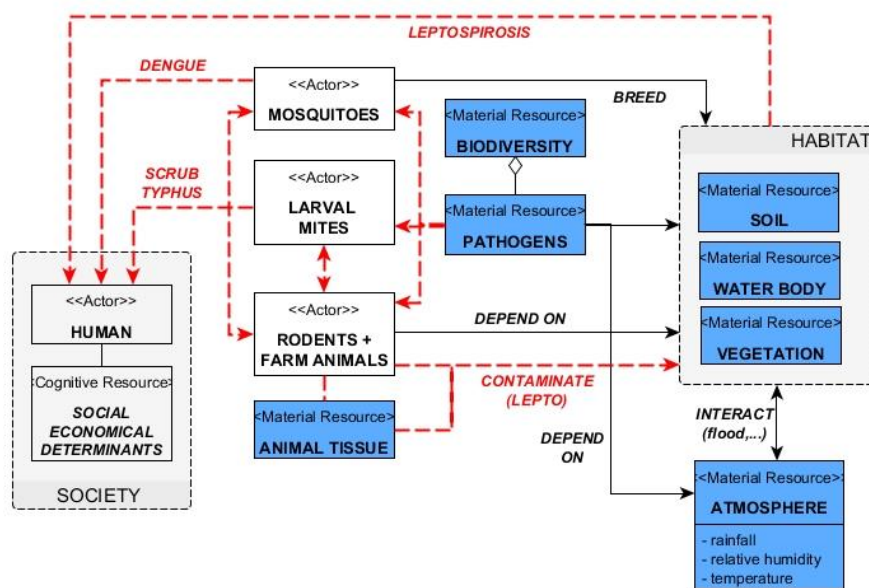 LEPTOSPIROSIS
DENGUE
<<Actor>>
MOSQUITOES
BREED
<Material Resource>
BIODIVERSITY
HABITAT
SCRUB
TYPHUS
<<Actor>>
LARVAL
MITES
<Material Resource>
PATHOGENS
<Material Resource>
SOIL
<Material Resource>
WATER BODY
<Material Resource>
VEGETATION
<<Actor>>
HUMAN
<<Actor>>
RODENTS +
FARM ANIMALS
DEPEND ON
CONTAMINATE
(LEPTO)
<Cognitive Resource>
SOCIAL
ECONOMICAL
DETERMINANTS
<Material Resource>
ANIMAL TISSUE
DEPEND
ON
INTERACT
(flood,...)
SOCIETY
<Material Resource>
ATMOSPHERE
- rainfall
- relative humidity
- temperature